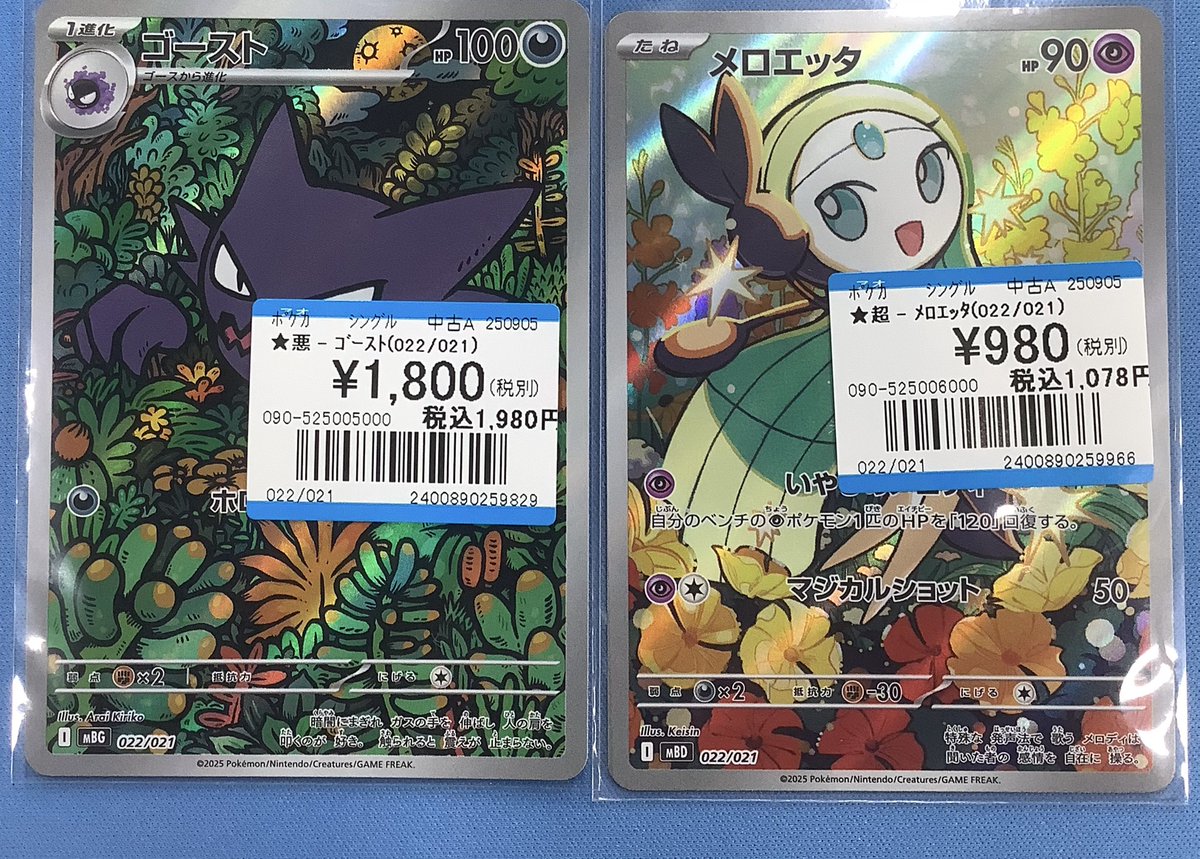 1進化
ゴースト
ゴースから進化
HP100
ポケカ シングル 中古A 250905
★悪 - ゴースト(022/021)
¥1,800(税別)
090-525005000 税込1,980円
022/021 2400890259829
ホロ
弱点 ×2 抵抗力 にげる
Illus. Arai Kiriko
I MBG 022/021
暗闇にまぎれ ガスの手を 伸ばし 人の肩を
叩くのが 好き。 触られると 震えが 止まらない。
©2025 Pokémon/Nintendo/Creatures/GAME FREAK.
たね
メロエッタ
HP90
ポケカ シングル 中古A 250905
★超 - メロエッタ(022/021)
¥980(税別)
090-525006000 税込1,078円
022/021 2400890259966
いや
自分のベンチのポケモン1匹のHPを「120」回復する。
マジカルショット 50
弱点 ×2 抵抗力 -30 にげる
Illus. Keisin
I MBD 022/021
特殊な 発声法で 歌う メロディは
聞いた者の 感情を 自在に 操る。
©2025 Pokémon/Nintendo/Creatures/GAME FREAK.